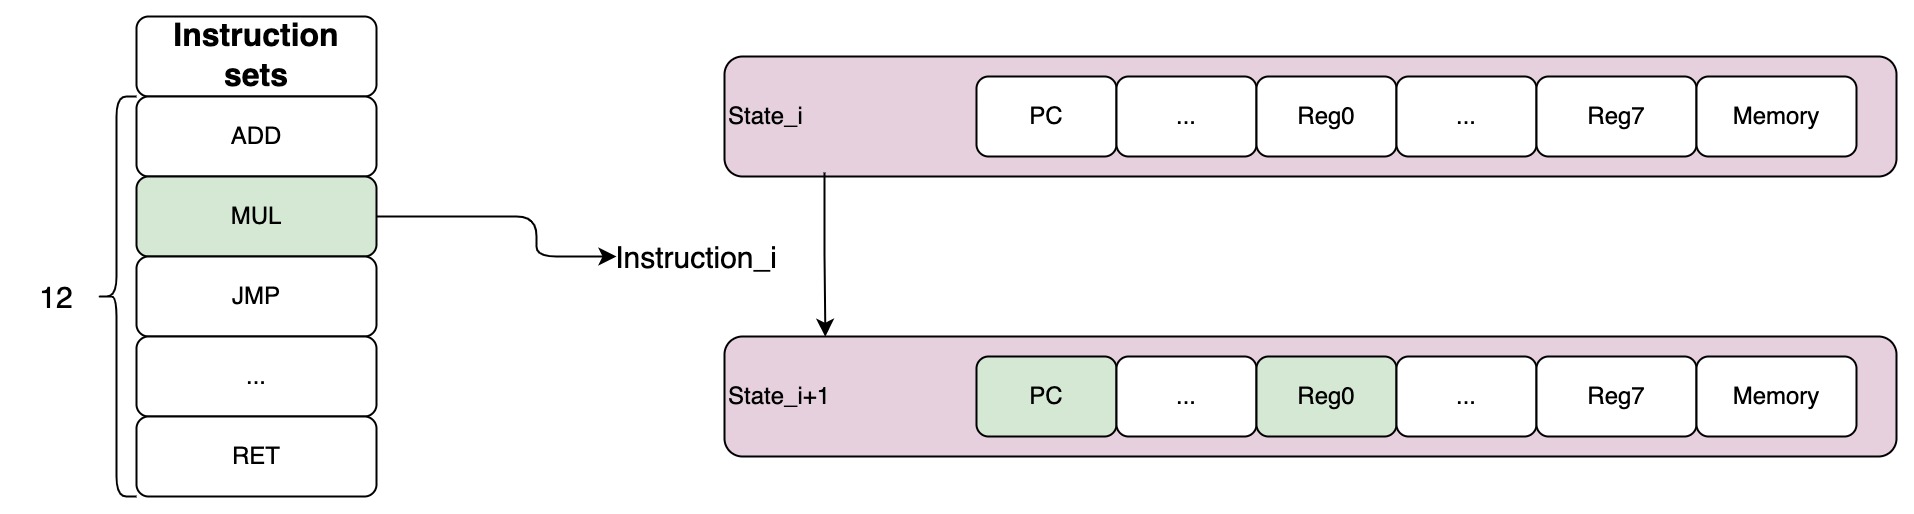 Instruction
sets
ADD
MUL
JMP
...
RET
12
Instruction_i
State_i
PC
...
Reg0
...
Reg7
Memory
State_i+1
PC
...
Reg0
...
Reg7
Memory